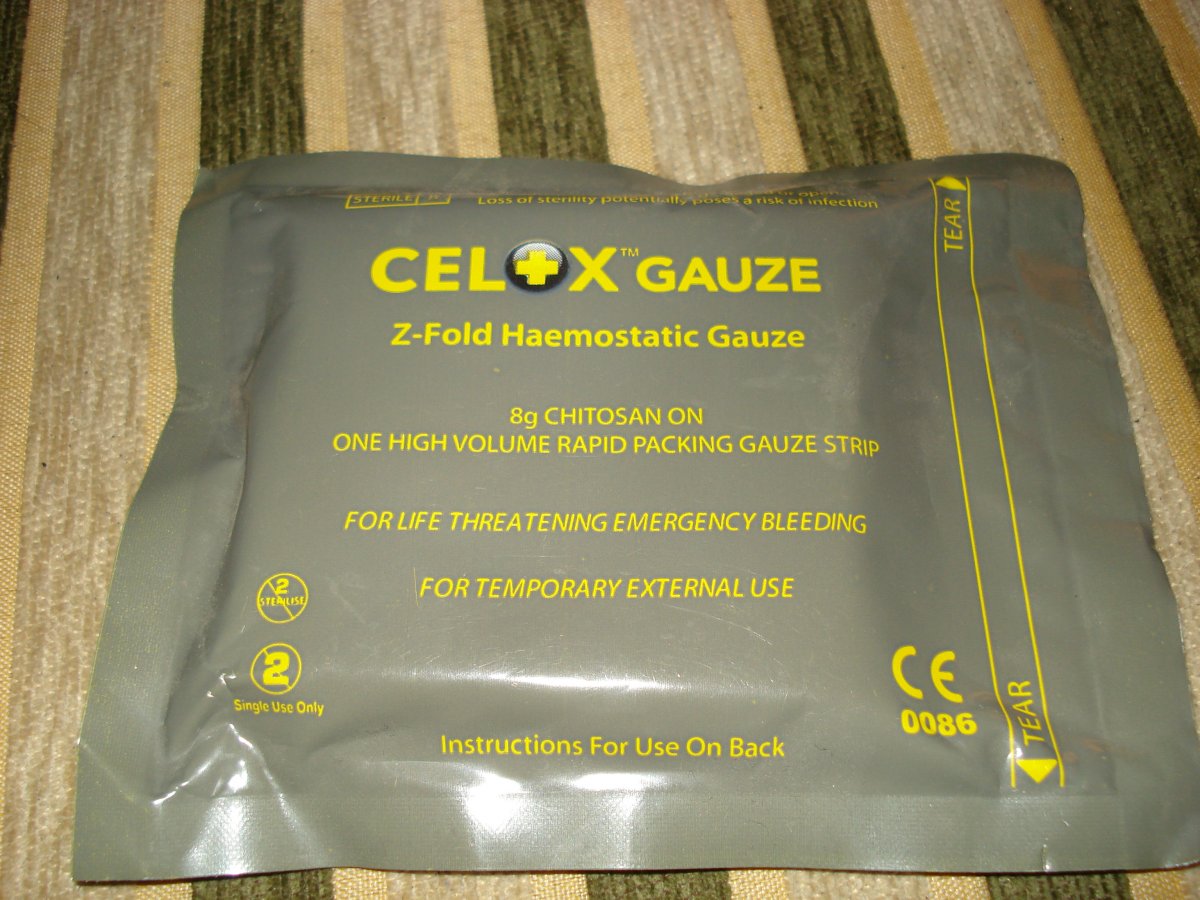 STERILE R
Loss of sterility potentially poses a risk of infection
CELOX™ GAUZE
Z-Fold Haemostatic Gauze
8g CHITOSAN ON
ONE HIGH VOLUME RAPID PACKING GAUZE STRIP
FOR LIFE THREATENING EMERGENCY BLEEDING
FOR TEMPORARY EXTERNAL USE
2
STERILISE
2
Single Use Only
CE
0086
Instructions For Use On Back
TEAR
TEAR